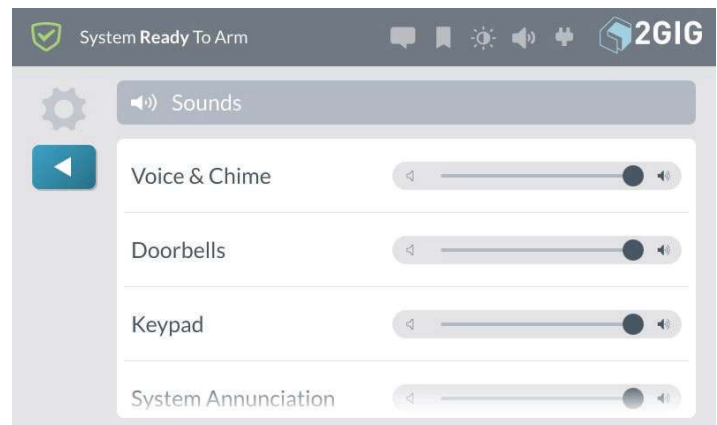 System Ready To Arm
2GIG
Sounds
Voice & Chime
Doorbells
Keypad
System Annunciation